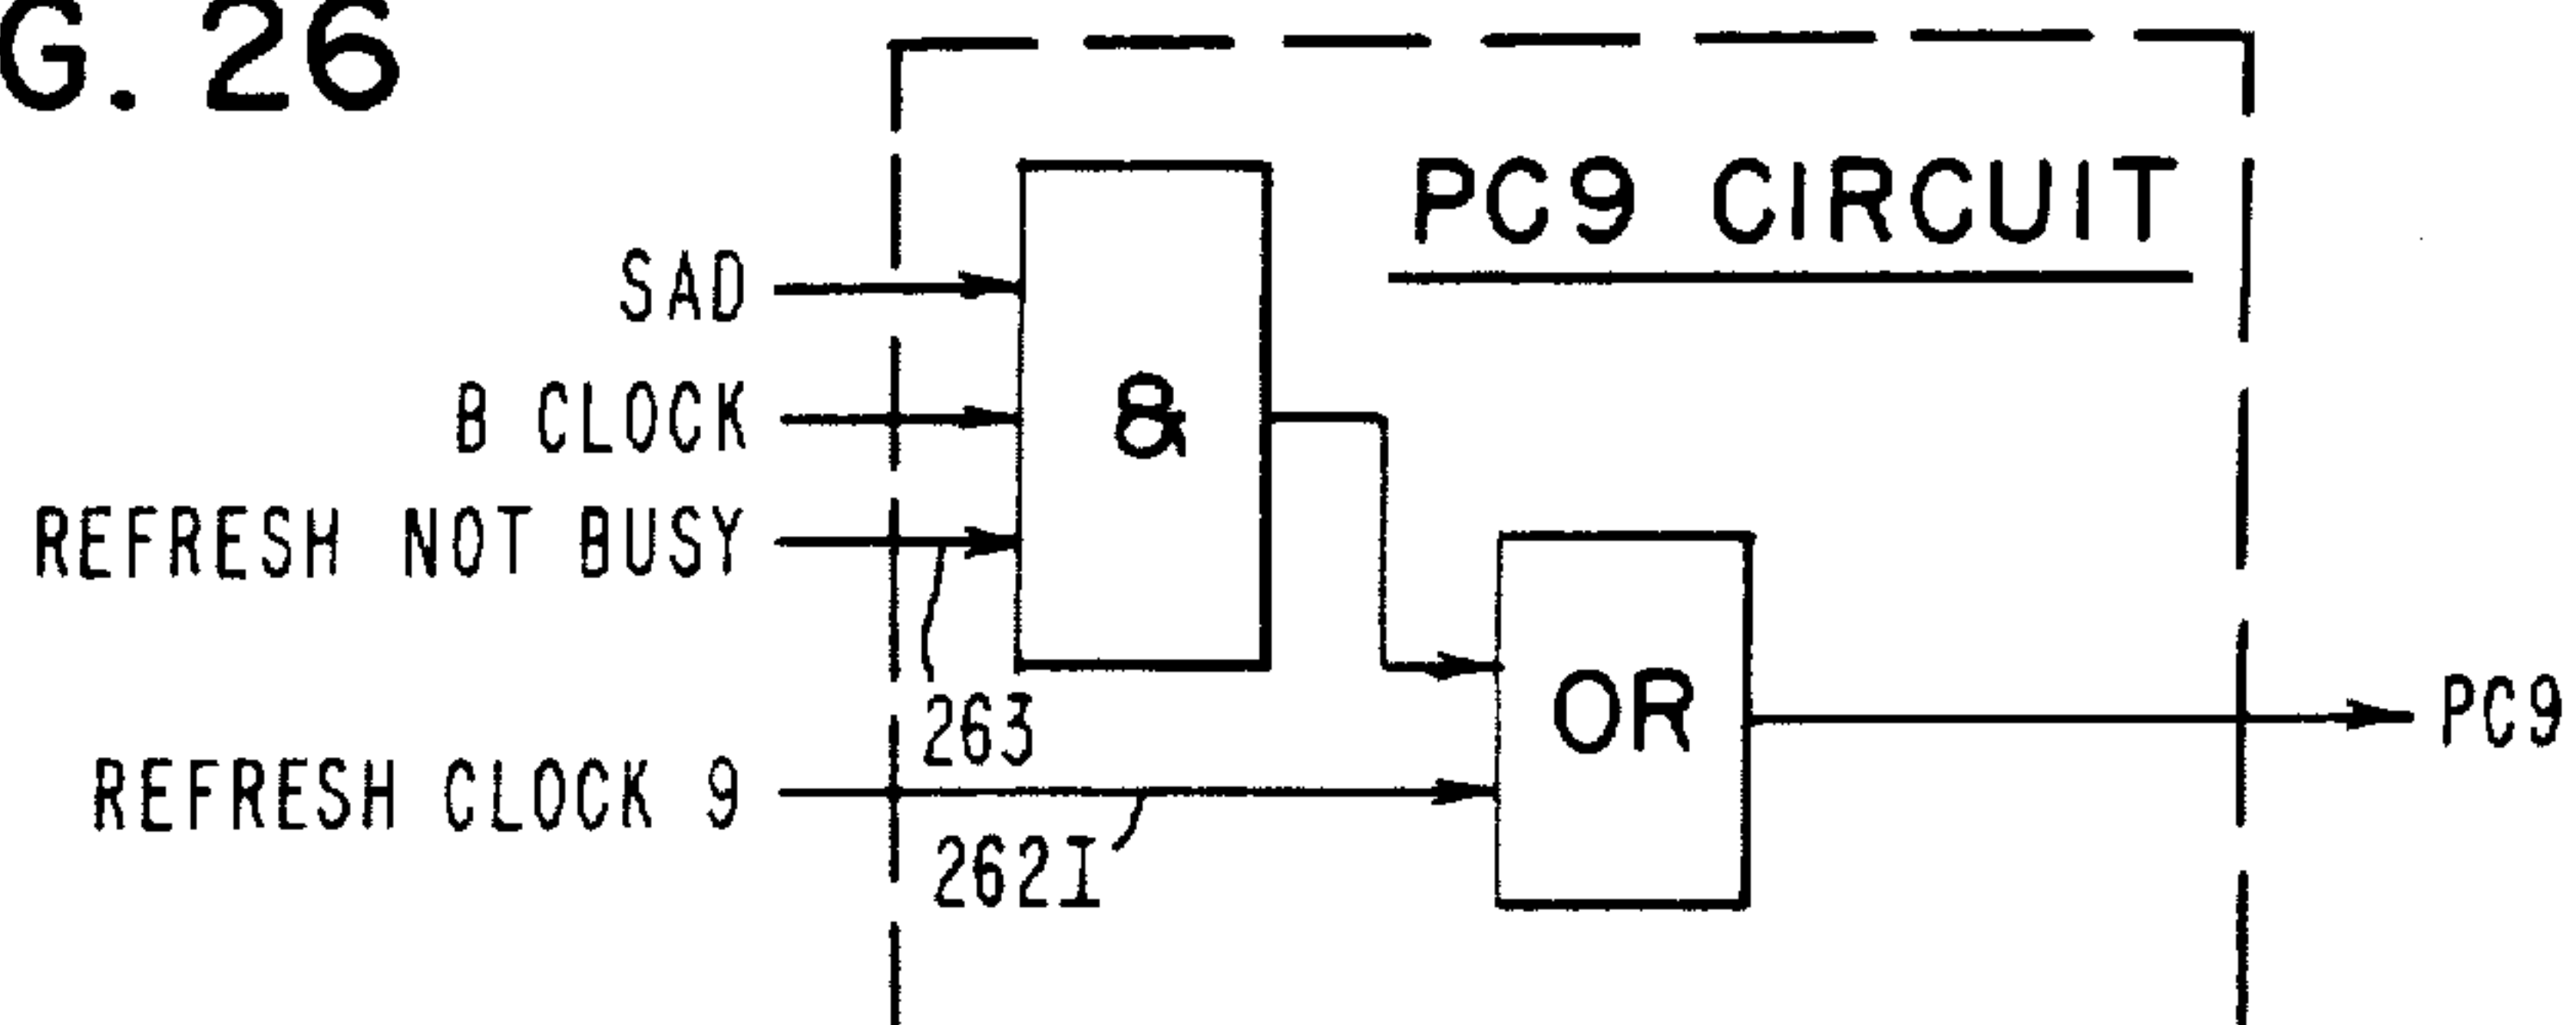 G. 26
PC9 CIRCUIT
SAD
B CLOCK
REFRESH NOT BUSY
&
263
REFRESH CLOCK 9
262I
OR
PC9